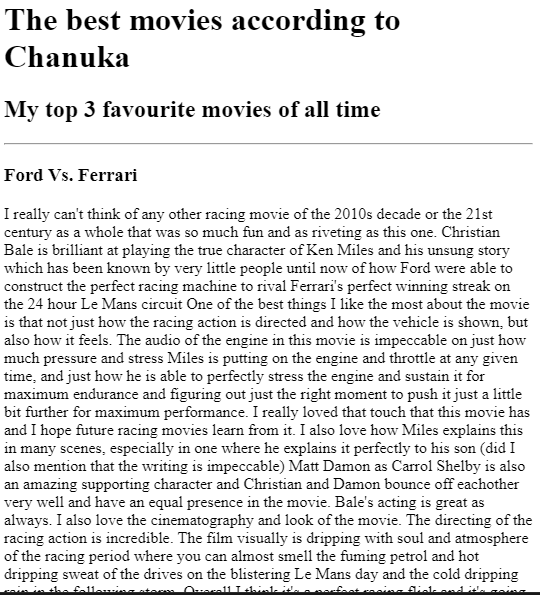 The best movies according to
Chanuka
My top 3 favourite movies of all time
Ford Vs. Ferrari
I really can't think of any other racing movie of the 2010s decade or the 21st
century as a whole that was so much fun and as riveting as this one. Christian
Bale is brilliant at playing the true character of Ken Miles and his unsung story
which has been known by very little people until now of how Ford were able to
construct the perfect racing machine to rival Ferrari's perfect winning streak on
the 24 hour Le Mans circuit One of the best things I like the most about the movie
is that not just how the racing action is directed and how the vehicle is shown, but
also how it feels. The audio of the engine in this movie is impeccable on just how
much pressure and stress Miles is putting on the engine and throttle at any given
time, and just how he is able to perfectly stress the engine and sustain it for
maximum endurance and figuring out just the right moment to push it just a little
bit further for maximum performance. I really loved that touch that this movie has
and I hope future racing movies learn from it. I also love how Miles explains this
in many scenes, especially in one where he explains it perfectly to his son (did I
also mention that the writing is impeccable) Matt Damon as Carrol Shelby is also
an amazing supporting character and Christian and Damon bounce off eachother
very well and have an equal presence in the movie. Bale's acting is great as
always. I also love the cinematography and look of the movie. The directing of the
racing action is incredible. The film visually is dripping with soul and atmosphere
of the racing period where you can almost smell the fuming petrol and hot
dripping sweat of the drives on the blistering Le Mans day and the cold dripping
rain in the following storm. Overall I think it's a perfect racing flick and it's going